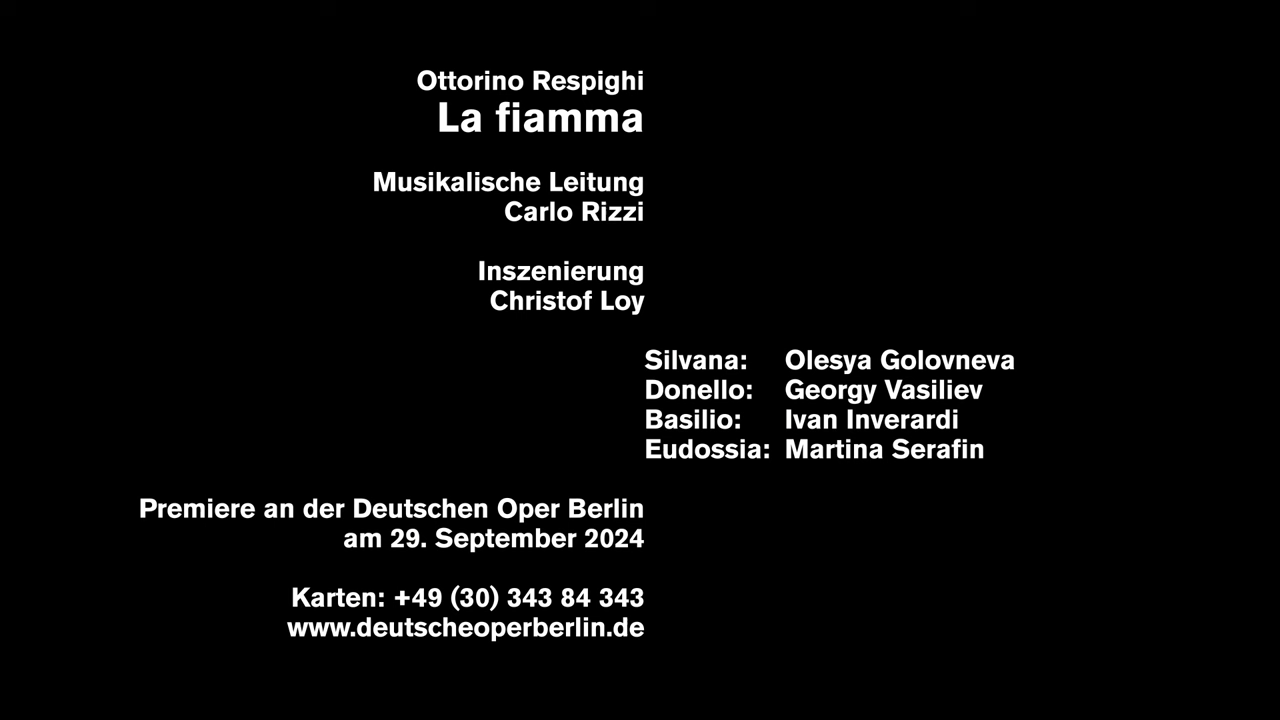 Ottorino Respighi
La fiamma
Musikalische Leitung
Carlo Rizzi
Inszenierung
Christof Loy
Silvana: Olesya Golovneva
Donello: Georgy Vasiliev
Basilio: Ivan Inverardi
Eudossia: Martina Serafin
Premiere an der Deutschen Oper Berlin
am 29. September 2024
Karten: +49 (30) 343 84 343
www.deutscheoperberlin.de